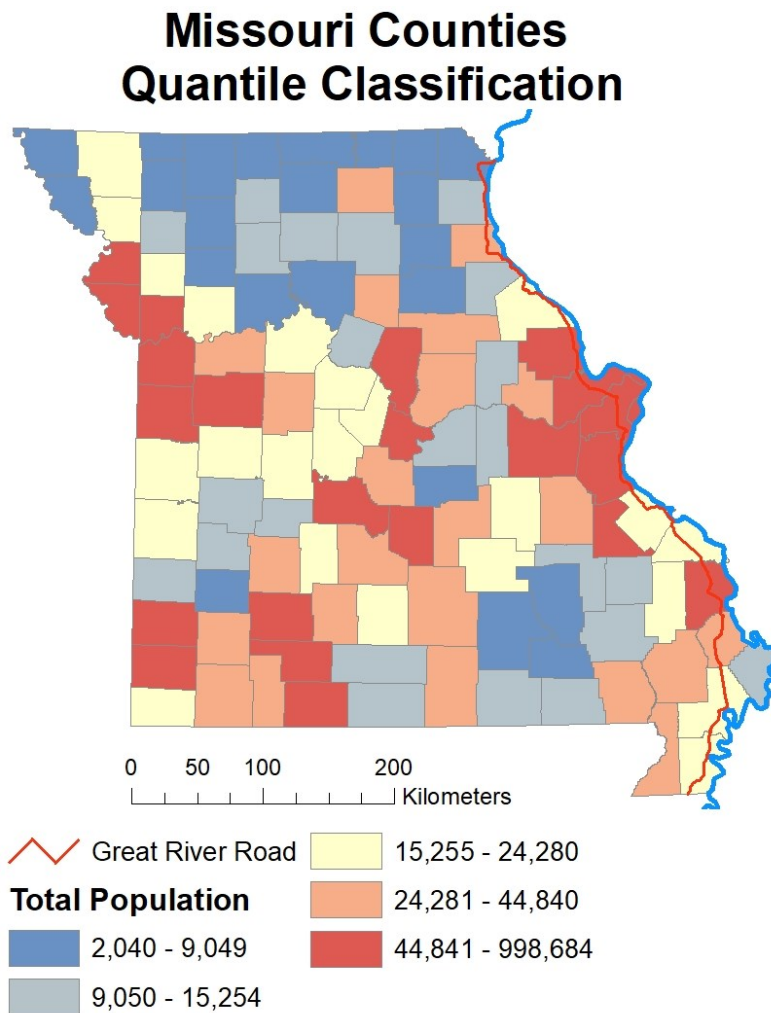 Missouri Counties
Quantile Classification
0 50 100 200
Kilometers
Great River Road
Total Population
2,040 - 9,049
9,050 - 15,254
15,255 - 24,280
24,281 - 44,840
44,841 - 998,684